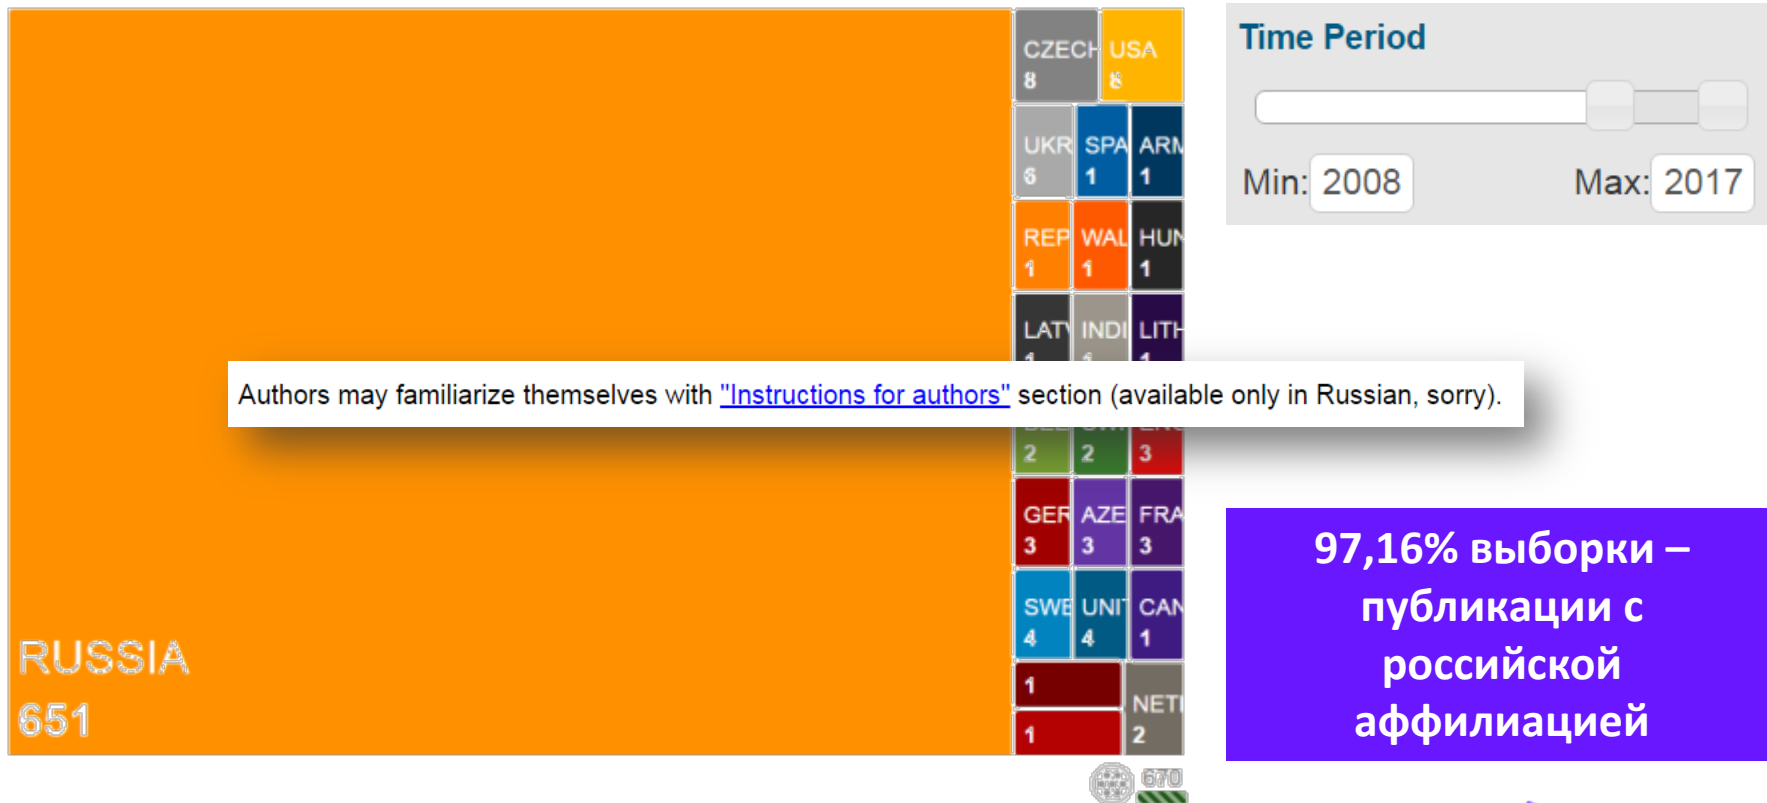 CZECH
8
USA
8
UKR
6
SPA
1
ARM
1
REP
1
WAL
1
HUN
1
LATV
INDI
LITH
Authors may familiarize themselves with "Instructions for authors" section (available only in Russian, sorry).
2
2
3
GER
3
AZE
3
FRA
3
SWE
4
UNIT
4
CAN
1
1
1
NETH
2
RUSSIA
651
670
Time Period
Min: 2008
Max: 2017
97,16% выборки –
публикации с
российской
аффилиацией